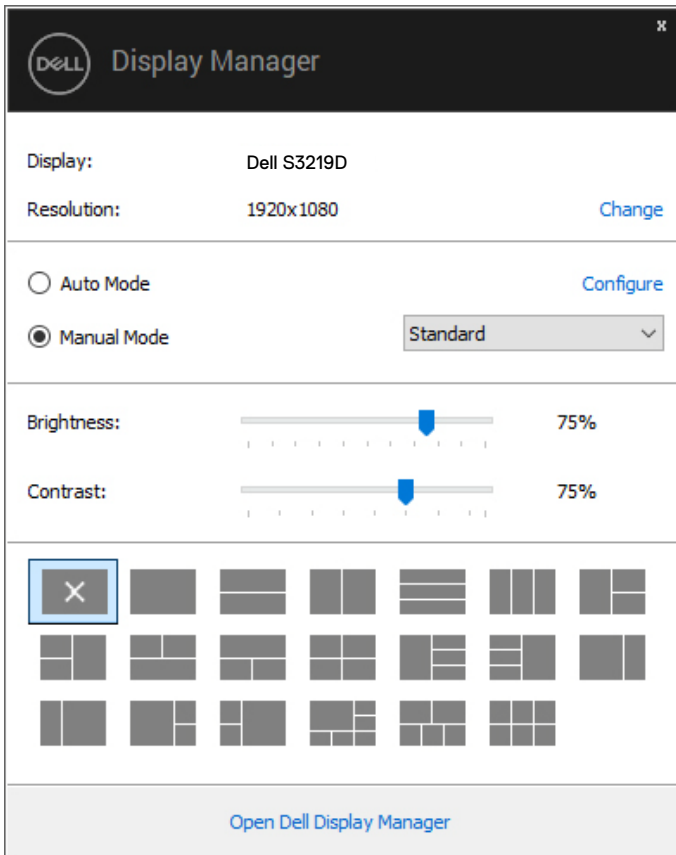 x
DELL Display Manager
Display: Dell S3219D
Resolution: 1920x1080 Change
Auto Mode Configure
Manual Mode Standard
Brightness: 75%
Contrast: 75%
Open Dell Display Manager